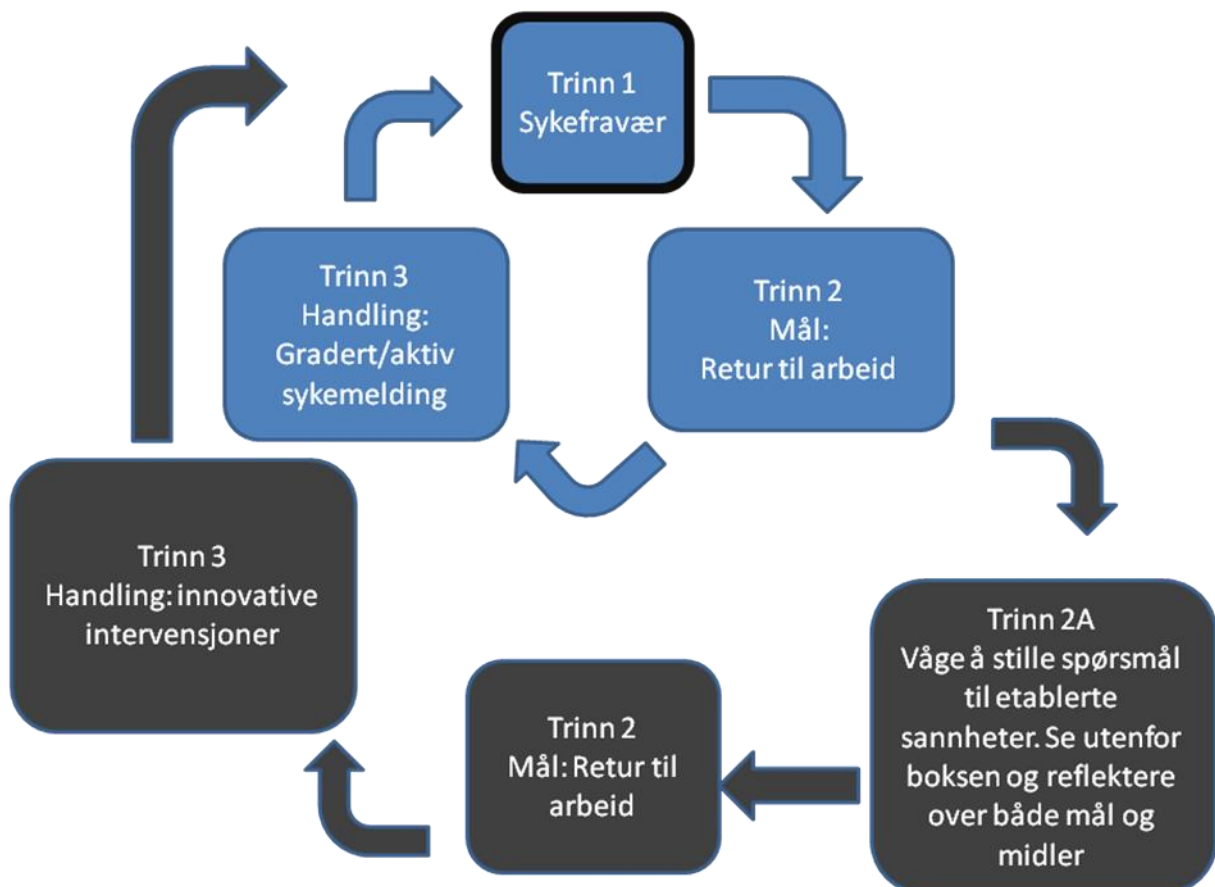 Trinn 1
Sykefravær
Trinn 2
Mål:
Retur til arbeid
Trinn 3
Handling:
Gradert/aktiv
sykemelding
Trinn 2A
Våge å stille spørsmål
til etablerte
sannheter. Se utenfor
boksen og reflektere
over både mål og
midler
Trinn 2
Mål: Retur til
arbeid
Trinn 3
Handling: innovative
intervensjoner